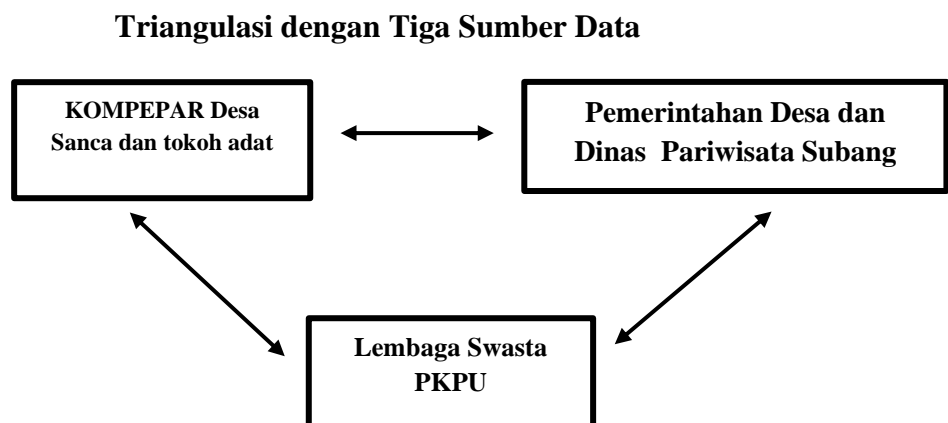 Triangulasi dengan Tiga Sumber Data
KOMPEPAR Desa
Sanca dan tokoh adat
Pemerintahan Desa dan
Dinas Pariwisata Subang
Lembaga Swasta
PKPU